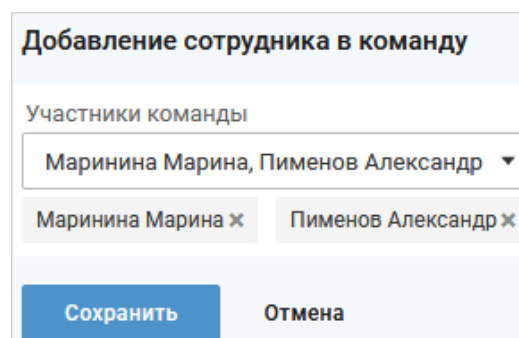 Добавление сотрудника в команду
Участники команды
Маринина Марина, Пименов Александр
Маринина Марина × Пименов Александр ×
Сохранить Отмена